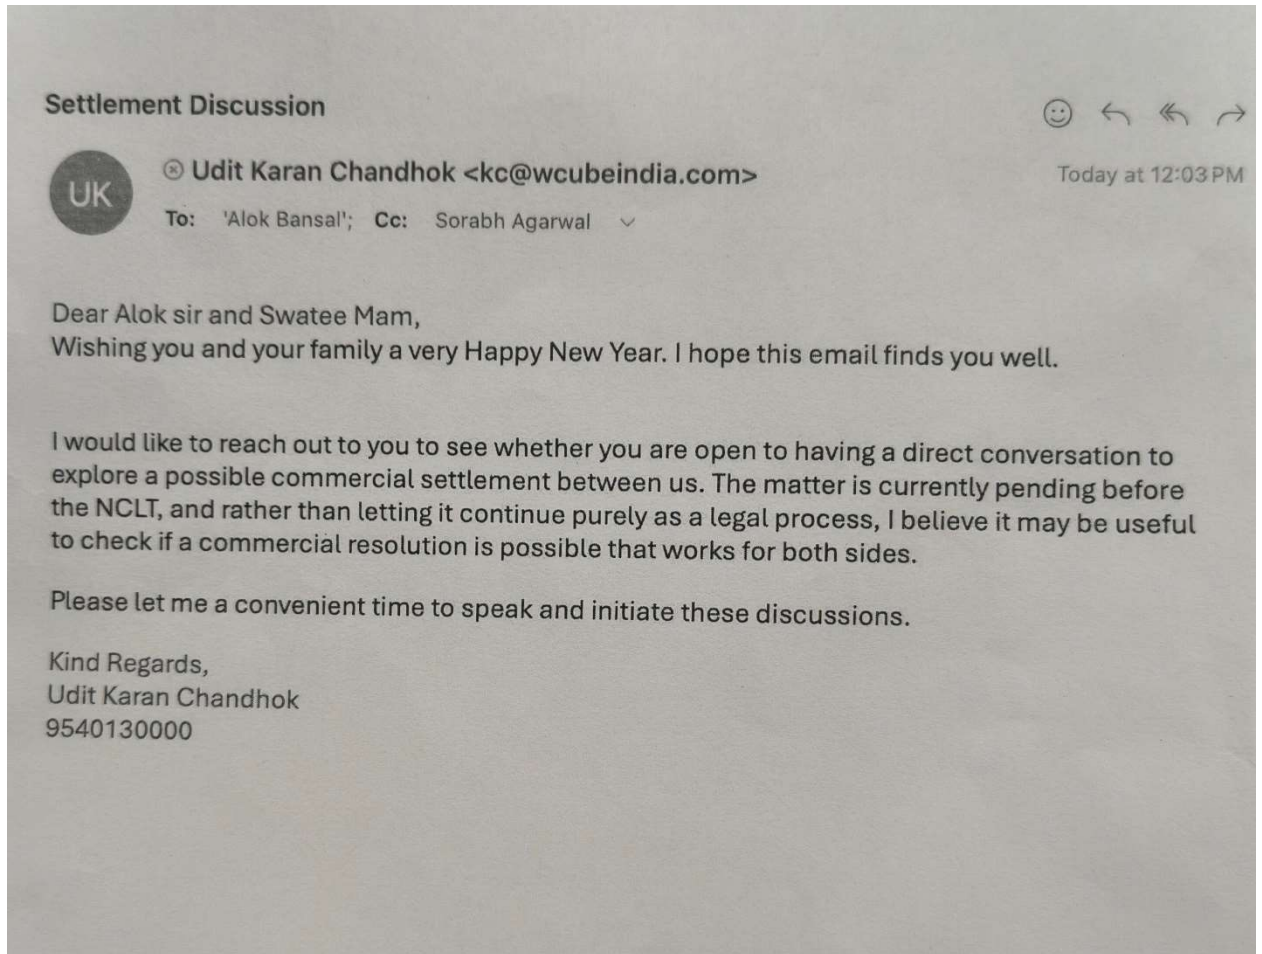 Settlement Discussion
Udit Karan Chandhok <kc@wcubeindia.com>
Today at 12:03 PM
UK
To: 'Alok Bansal'; Cc: Sorabh Agarwal
Dear Alok sir and Swatee Mam,
Wishing you and your family a very Happy New Year. I hope this email finds you well.
I would like to reach out to you to see whether you are open to having a direct conversation to
explore a possible commercial settlement between us. The matter is currently pending before
the NCLT, and rather than letting it continue purely as a legal process, I believe it may be useful
to check if a commercial resolution is possible that works for both sides.
Please let me a convenient time to speak and initiate these discussions.
Kind Regards,
Udit Karan Chandhok
9540130000